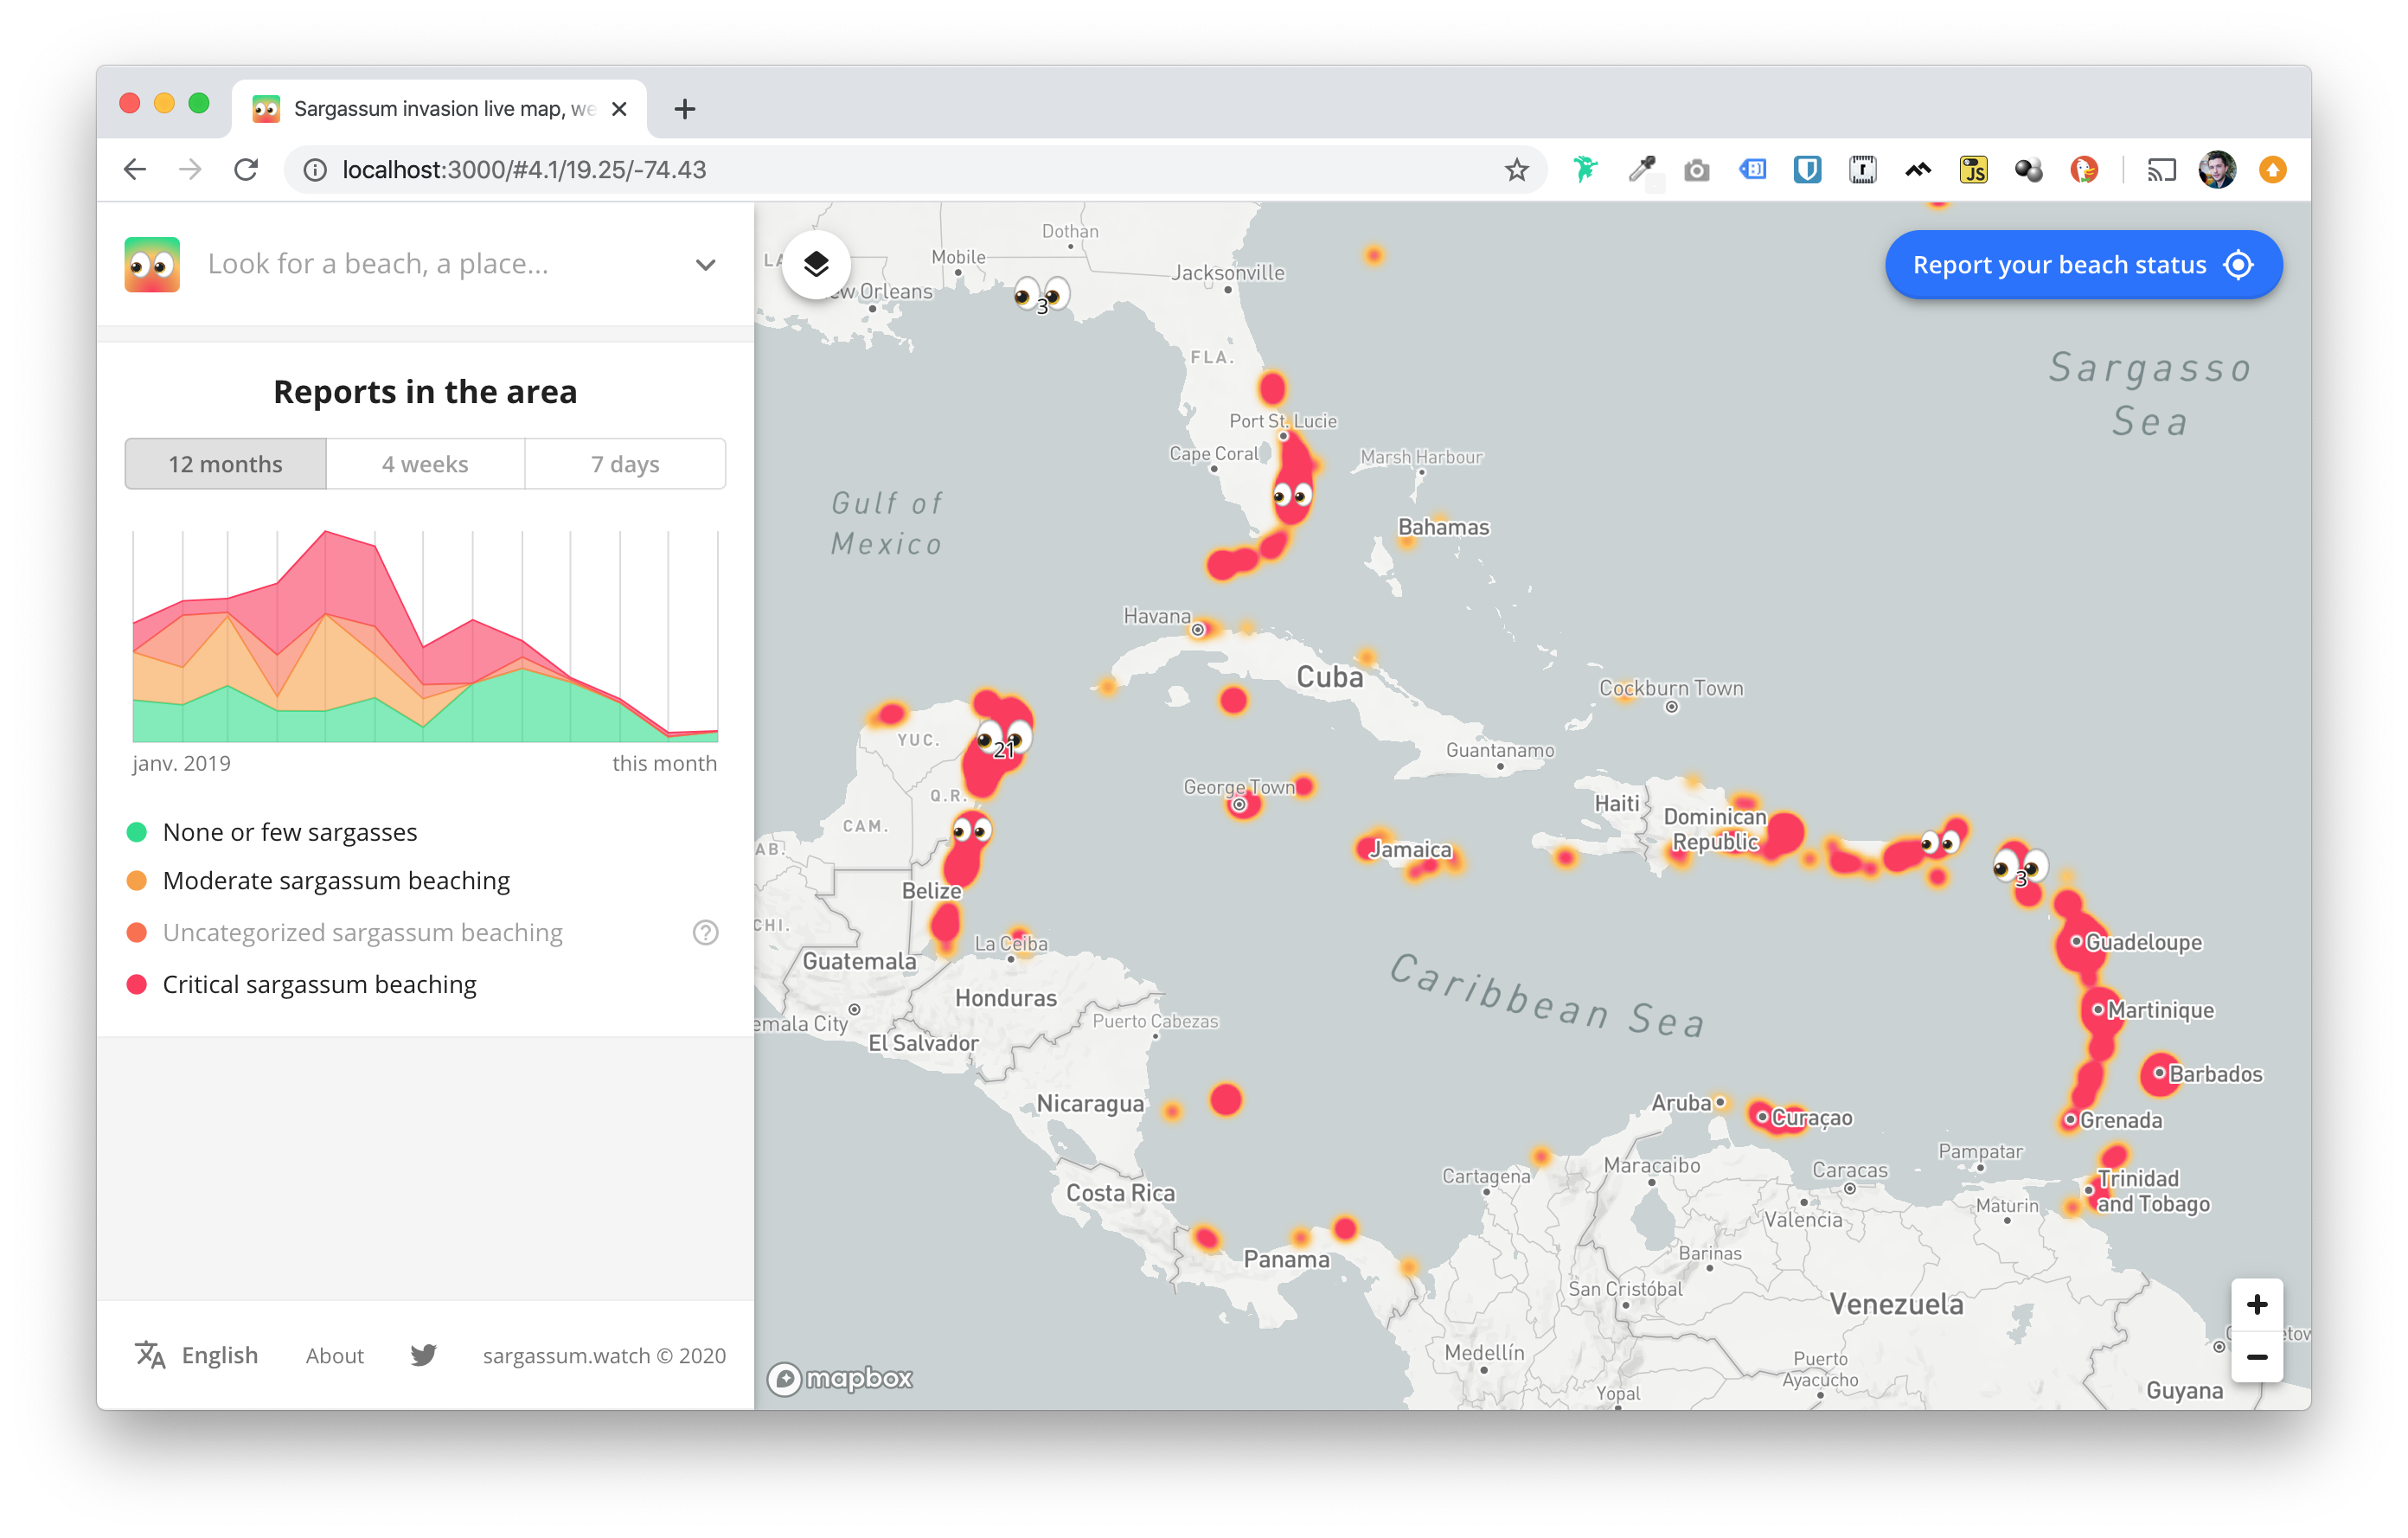 Sargassum invasion live map, we
localhost:3000/#4.1/19.25/-74.43
Look for a beach, a place...
Reports in the area
12 months
4 weeks
7 days
janv. 2019
this month
None or few sargasses
Moderate sargassum beaching
Uncategorized sargassum beaching
?
Critical sargassum beaching
English
About
sargassum.watch © 2020
Report your beach status
Dothan
Mobile
LA
Jacksonville
ew Orleans
3
FLA.
Sargasso
Sea
Port St. Lucie
Cape Coral
Marsh Harbour
Gulf of
Mexico
Bahamas
Havana
Cuba
Cockburn Town
YUC.
21
Guantanamo
Q.R.
George Town
Haiti
Dominican
Republic
CAM.
AB.
Jamaica
3
Belize
CHI.
La Ceiba
Guatemala
Guadeloupe
Honduras
Caribbean Sea
Martinique
emala City
Puerto Cabezas
El Salvador
Barbados
Nicaragua
Aruba
Curaçao
Grenada
Pampatar
Cartagena
Maracaibo
Caracas
Trinidad
and Tobago
Costa Rica
Maturin
Valencia
Panama
Barinas
San Cristóbal
Venezuela
+
−
Medellín
Puerto
Ayacucho
Yopal
Guyana
mapbox
JS